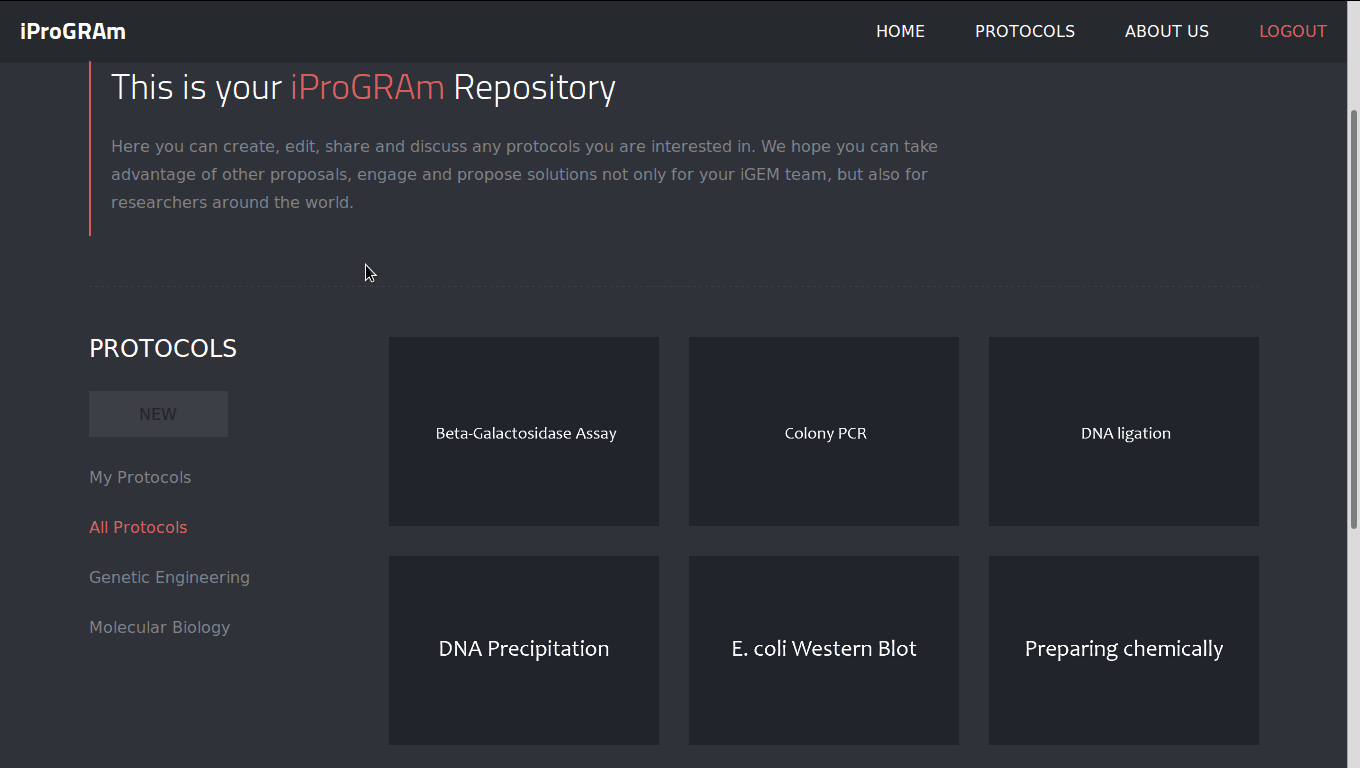 iProGRAm
HOME
PROTOCOLS
ABOUT US
LOGOUT
This is your iProGRAm Repository
Here you can create, edit, share and discuss any protocols you are interested in. We hope you can take
advantage of other proposals, engage and propose solutions not only for your iGEM team, but also for
researchers around the world.
PROTOCOLS
NEW
My Protocols
All Protocols
Genetic Engineering
Molecular Biology
Beta-Galactosidase Assay
Colony PCR
DNA ligation
DNA Precipitation
E. coli Western Blot
Preparing chemically